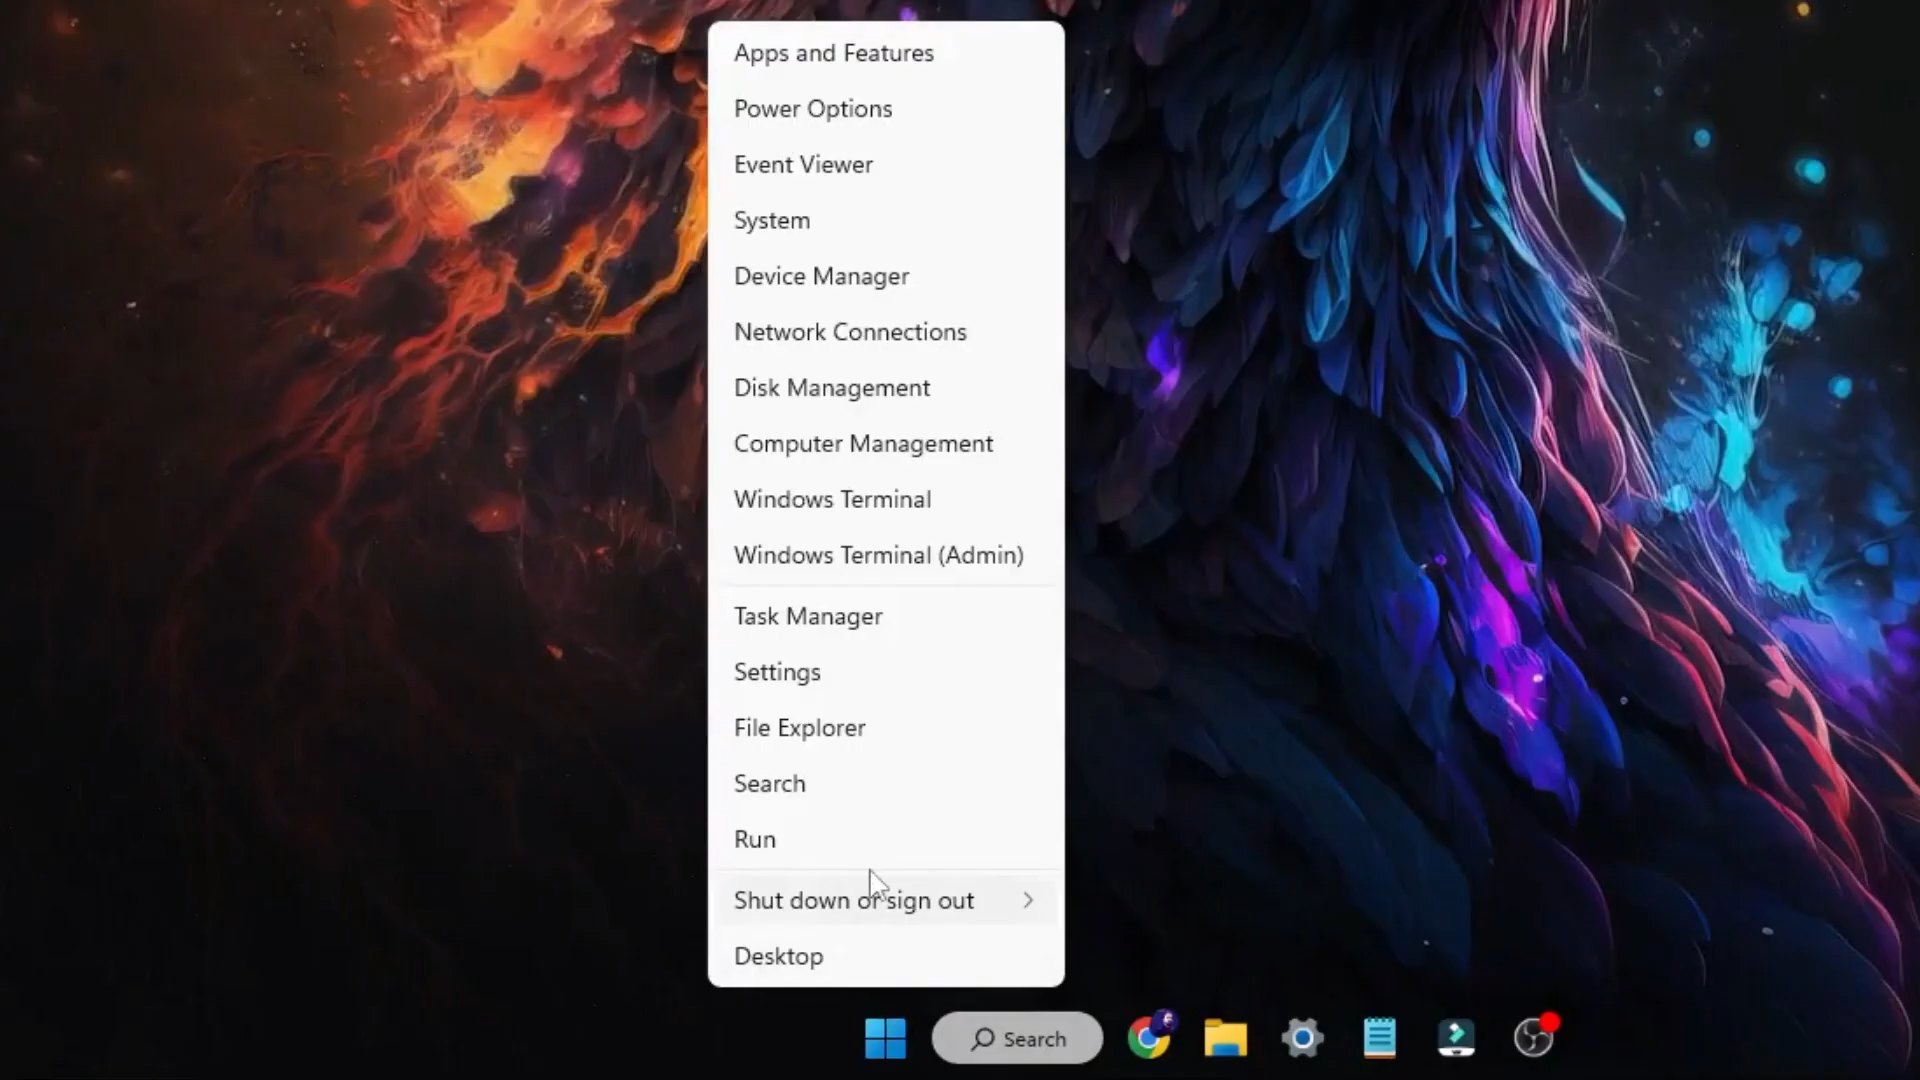 Apps and Features
Power Options
Event Viewer
System
Device Manager
Network Connections
Disk Management
Computer Management
Windows Terminal
Windows Terminal (Admin)
Task Manager
Settings
File Explorer
Search
Run
Shut down or sign out
Desktop
Search